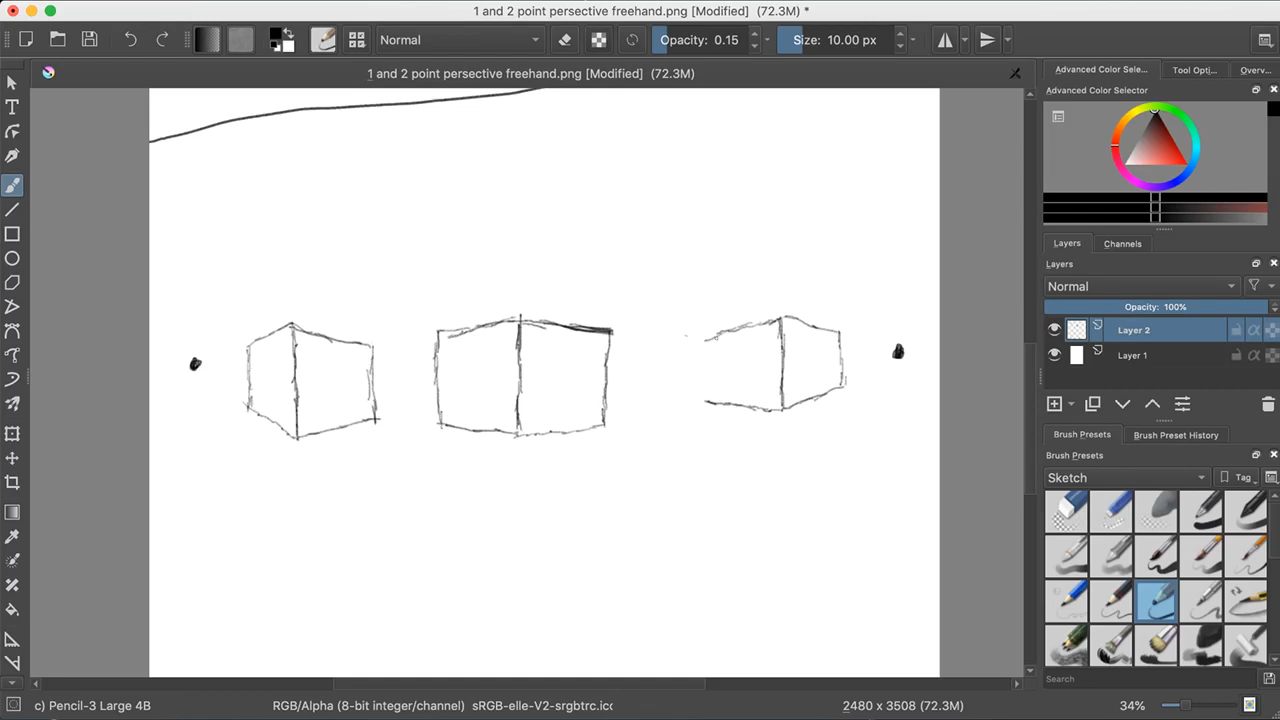 1 and 2 point persective freehand.png [Modified] (72.3M) *
Normal
Opacity: 0.15
Size: 10.00 px
1 and 2 point persective freehand.png [Modified] (72.3M)
Advanced Color Sele...
Tool Opti...
Overv...
Advanced Color Selector
Layers
Channels
Layers
Normal
Opacity: 100%
Layer 2
Layer 1
Brush Presets
Brush Preset History
Brush Presets
Sketch
Tag
Search
c) Pencil-3 Large 4B
RGB/Alpha (8-bit integer/channel) sRGB-elle-V2-srgbtrc.icc
2480 x 3508 (72.3M)
34%